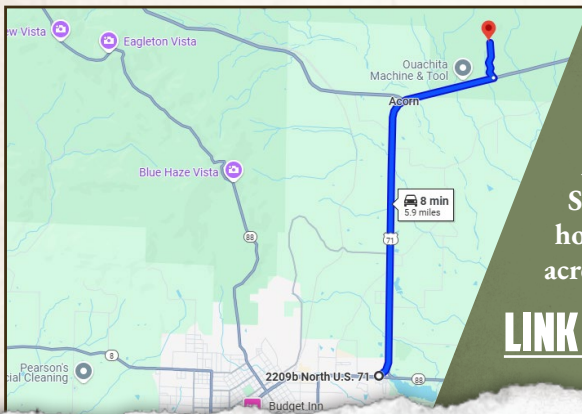 ew Vista
Eagleton Vista
Ouachita
Machine & Tool
Acorn
Blue Haze Vista
8 min
5.9 miles
88
71
8
Pearson's
cial Cleaning
2209b North U.S. 71
88
Budget Inn
S
ho
acr
LINK